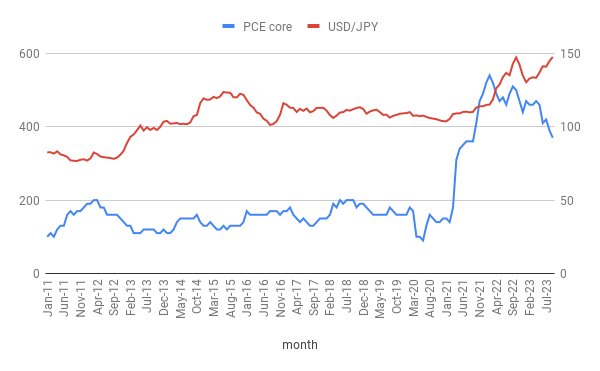 PCE core USD/JPY
600 150
400 100
200 50
0 0
Jan-11 Jun-11 Nov-11 Apr-12 Sep-12 Feb-13 Jul-13 Dec-13 May-14 Oct-14 Mar-15 Aug-15 Jan-16 Jun-16 Nov-16 Apr-17 Sep-17 Feb-18 Jul-18 Dec-18 May-19 Oct-19 Mar-20 Aug-20 Jan-21 Jun-21 Nov-21 Apr-22 Sep-22 Feb-23 Jul-23
month